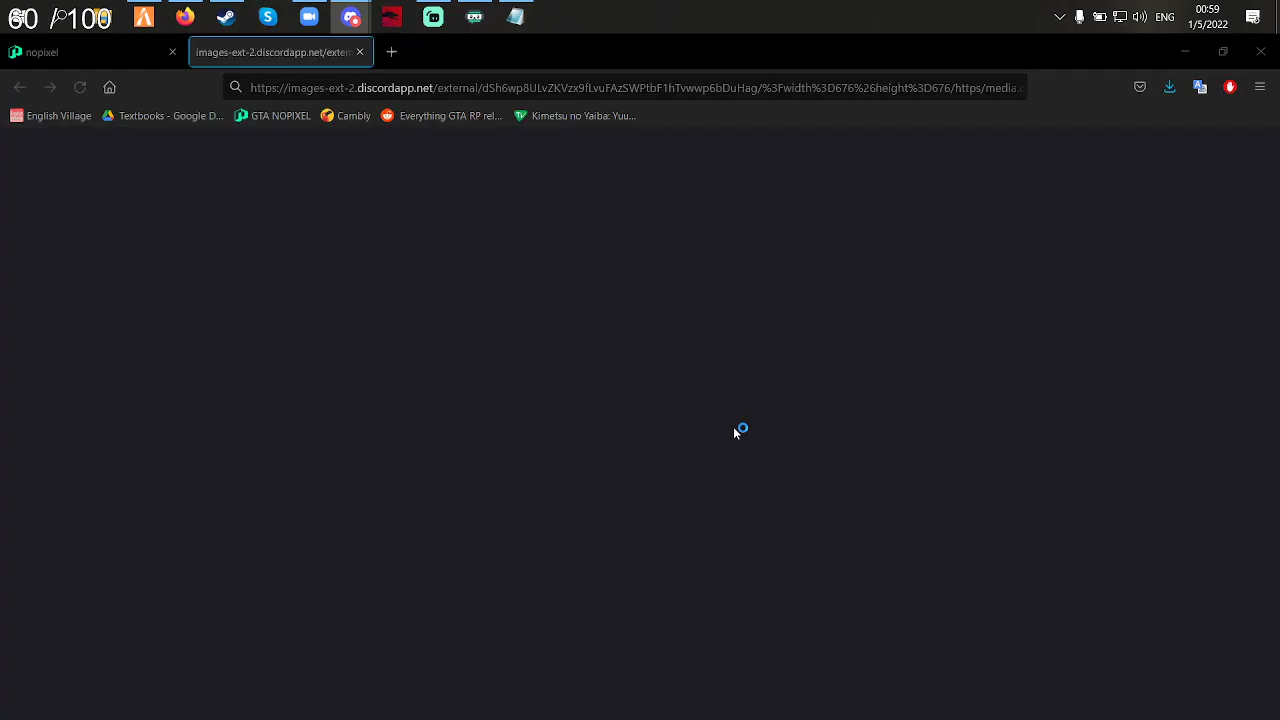 60 /100
ENG
00:59
1/5/2022
nopixel
images-ext-2.discordapp.net/exter
https://images-ext-2.discordapp.net/external/dSh6wp8ULvZKVzx9fLvuFAzSWPtbF1hTvwwp6bDuHag/%3Fwidth%3D676%26height%3D676/https/media.
English Village
Textbooks - Google D...
GTA NOPIXEL
Cambly
Everything GTA RP rel...
Kimetsu no Yaiba: Yuu...